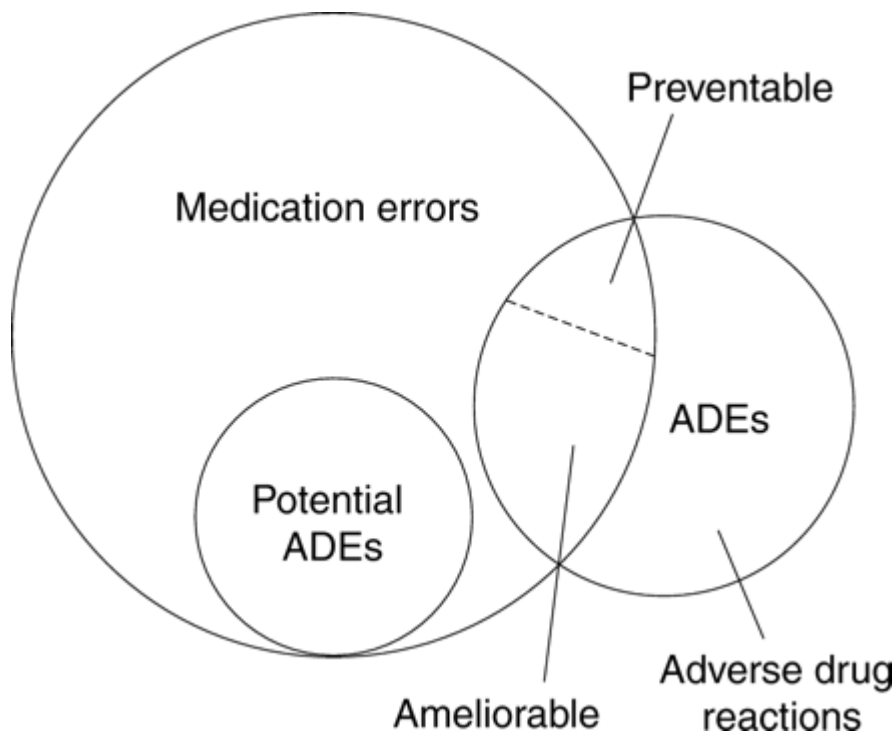 Preventable
Medication errors
ADEs
Potential
ADEs
Adverse drug
reactions
Ameliorable